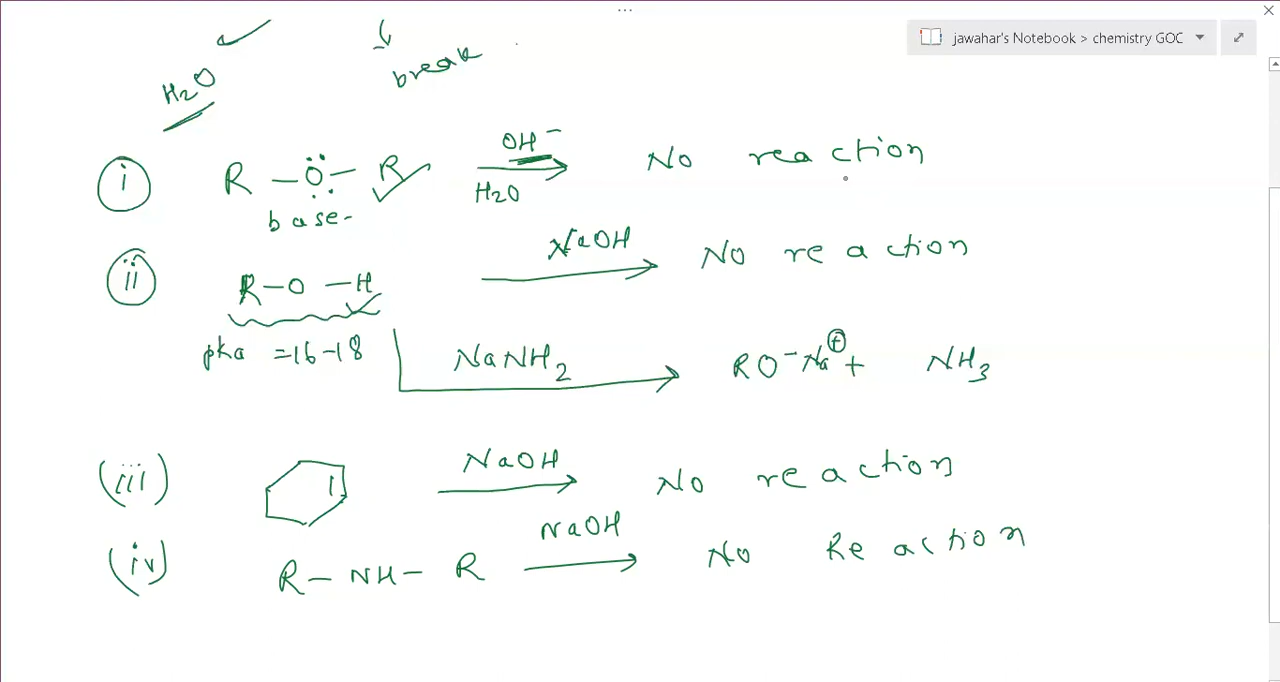 jawahar's Notebook > chemistry GOC
H2O
break
i R – Ö – R OH⁻ H2O No reaction
base-
ii R–O–H NaOH No reaction
pka =16-18 NaNH2 RO⁻Na⊕ + NH3
(iii) NaOH No reaction
(iv) R – NH – R NaOH No Reaction